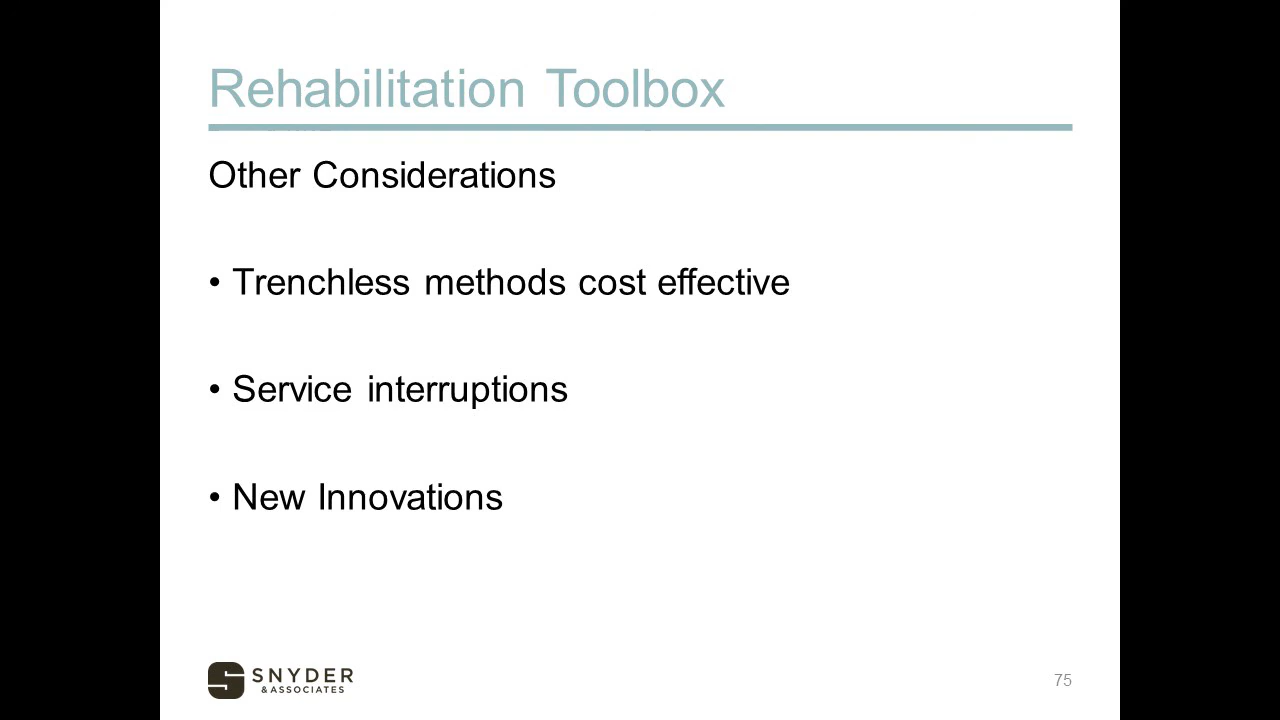 Rehabilitation Toolbox
Other Considerations
• Trenchless methods cost effective
• Service interruptions
• New Innovations
SNYDER
& ASSOCIATES
75